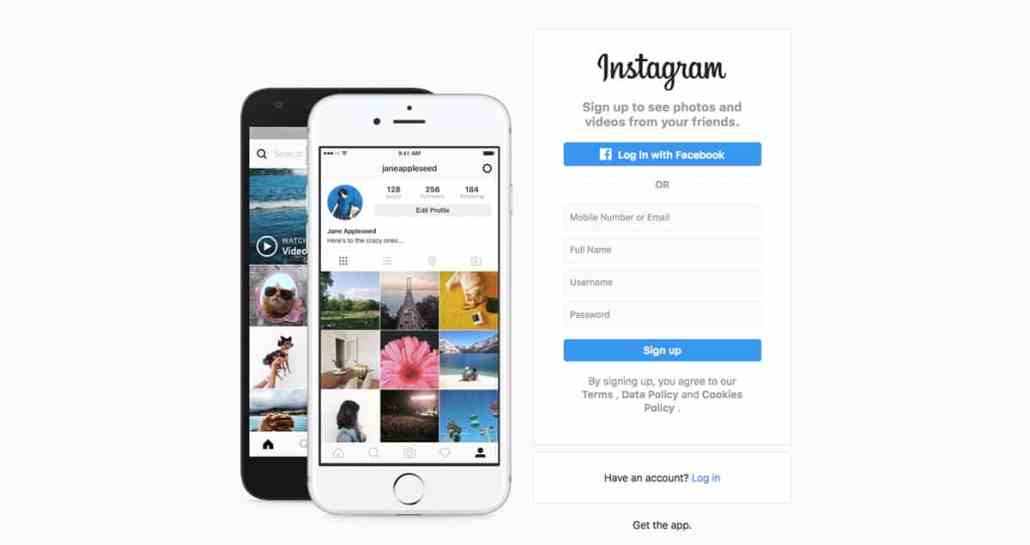 Instagram
Sign up to see photos and
videos from your friends.
Log in with Facebook
OR
Mobile Number or Email
Full Name
Username
Password
Sign up
By signing up, you agree to our
Terms , Data Policy and Cookies
Policy .
Have an account? Log in
Get the app.
Search
WATCH
Video
9:41 AM
janeappleseed
128 256 184
posts followers following
Edit Profile
Jane Appleseed
Here's to the crazy ones...